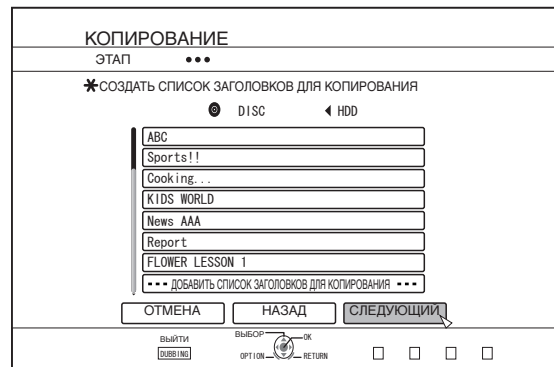 КОПИРОВАНИЕ
ЭТАП •••
*СОЗДАТЬ СПИСОК ЗАГОЛОВКОВ ДЛЯ КОПИРОВАНИЯ
DISC ◀ HDD
ABC
Sports!!
Cooking...
KIDS WORLD
News AAA
Report
FLOWER LESSON 1
--- ДОБАВИТЬ СПИСОК ЗАГОЛОВКОВ ДЛЯ КОПИРОВАНИЯ ---
ОТМЕНА НАЗАД СЛЕДУЮЩИЙ
ВЫЙТИ ВЫБОР OK
DUBBING OPTION RETURN